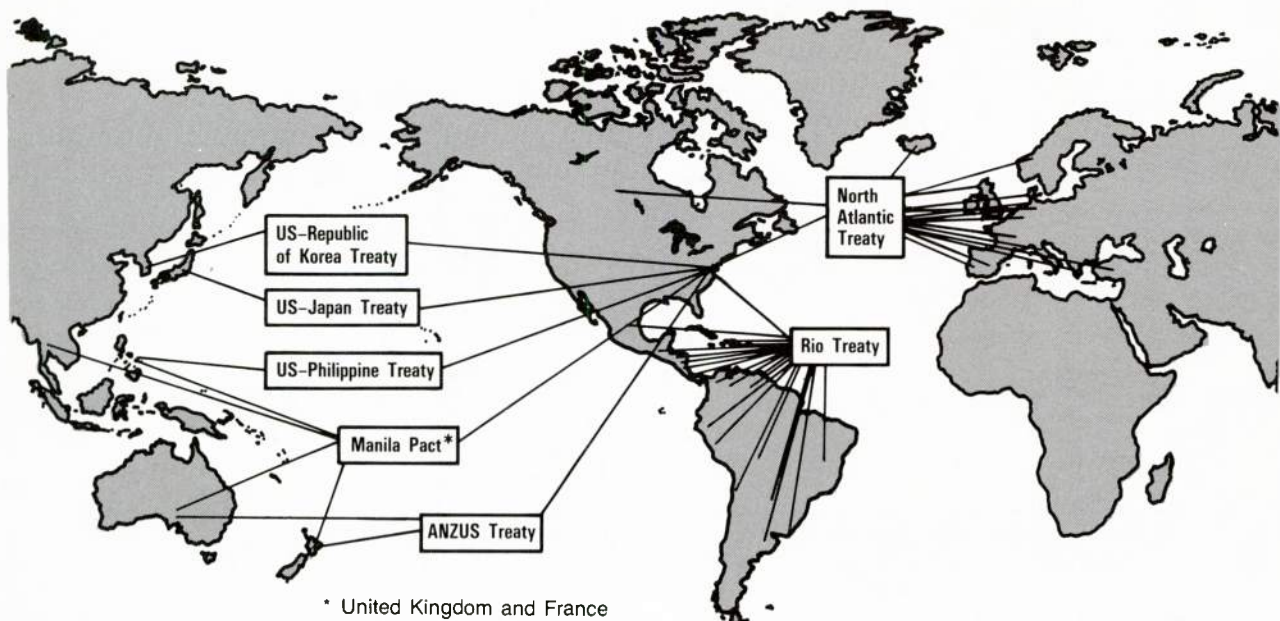 North
Atlantic
Treaty
US-Republic
of Korea Treaty
US-Japan Treaty
US-Philippine Treaty
Rio Treaty
Manila Pact*
ANZUS Treaty
* United Kingdom and France